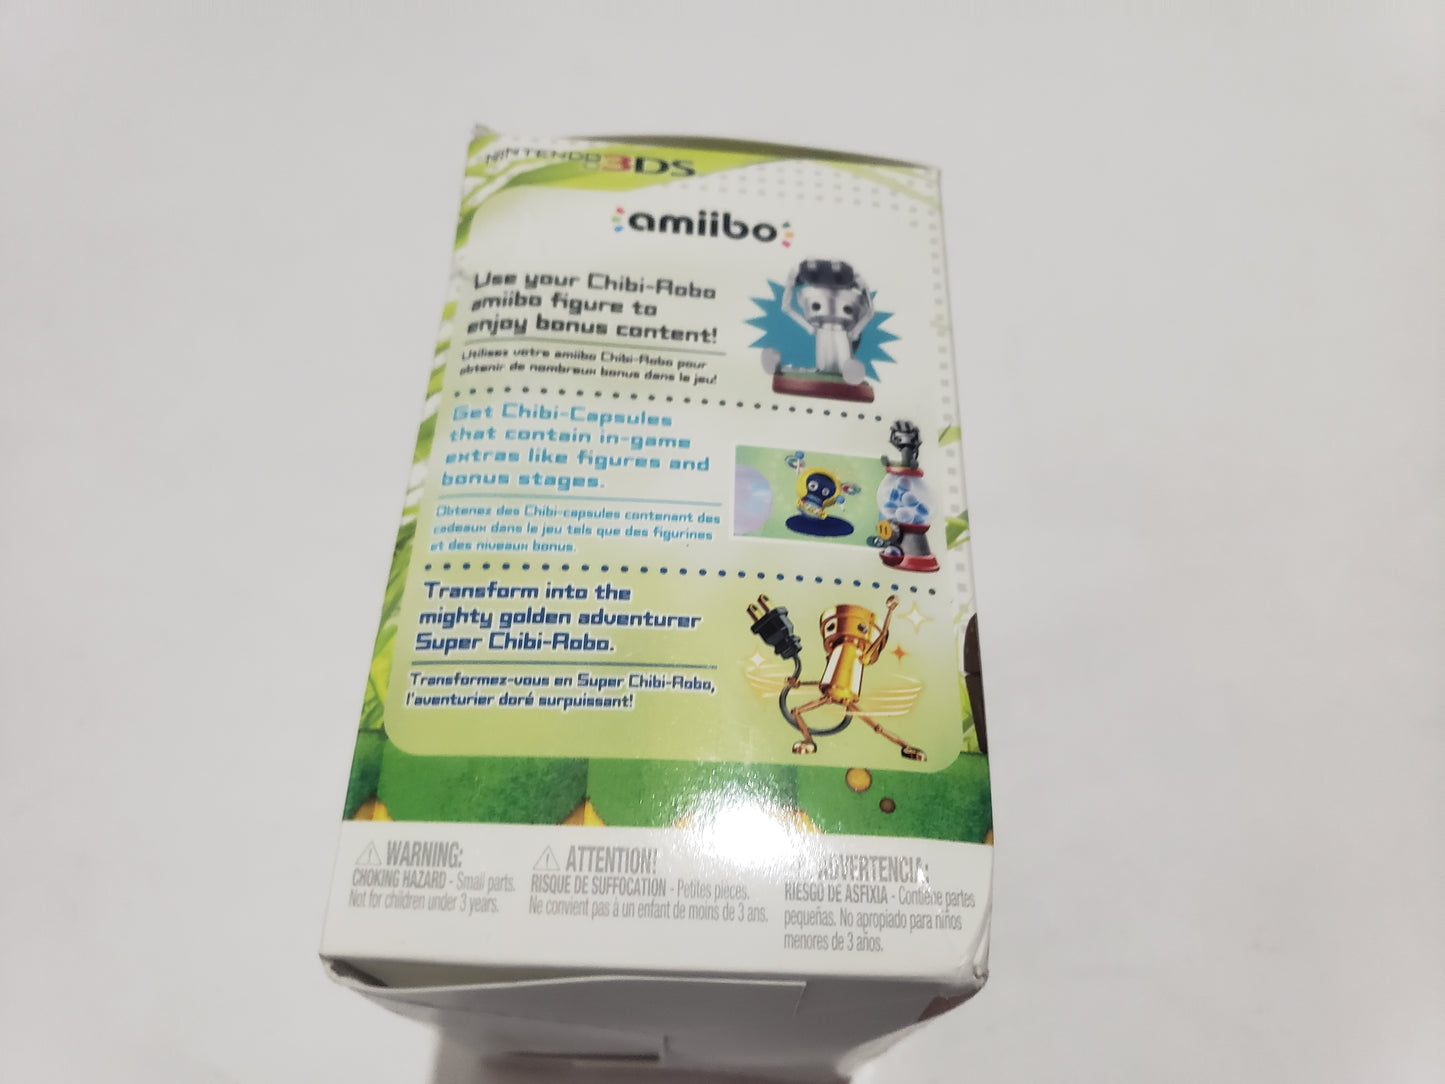 NINTENDO 3DS
amiibo
Use your Chibi-Robo
amiibo figure to
enjoy bonus content!
Utilisez votre amiibo Chibi-Robo pour
obtenir de nombreux bonus dans le jeu!
Get Chibi-Capsules
that contain in-game
extras like figures and
bonus stages.
Obtenez des Chibi-capsules contenant des
cadeaux dans le jeu tels que des figurines
et des niveaux bonus.
Transform into the
mighty golden adventurer
Super Chibi-Robo.
Transformez-vous en Super Chibi-Robo,
l'aventurier doré surpuissant!
WARNING:
CHOKING HAZARD - Small parts.
Not for children under 3 years.
ATTENTION!
RISQUE DE SUFFOCATION - Petites pièces.
Ne convient pas à un enfant de moins de 3 ans.
ADVERTENCIA:
RIESGO DE ASFIXIA - Contiene partes
pequeñas. No apropiado para niños
menores de 3 años.